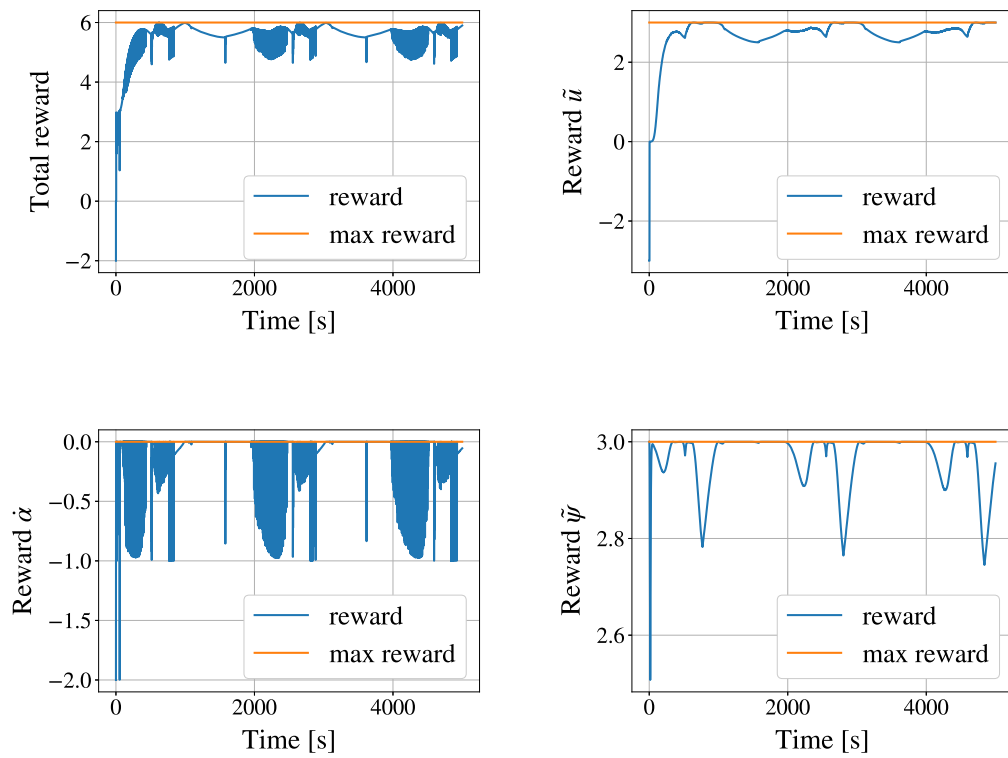 6
4
2
0
−2
Total reward
reward
max reward
0
2000
4000
Time [s]
2
0
−2
Reward ũ
reward
max reward
0
2000
4000
Time [s]
0.0
−0.5
−1.0
−1.5
−2.0
Reward α̇
reward
max reward
0
2000
4000
Time [s]
3.0
2.8
2.6
Reward ψ̃
reward
max reward
0
2000
4000
Time [s]